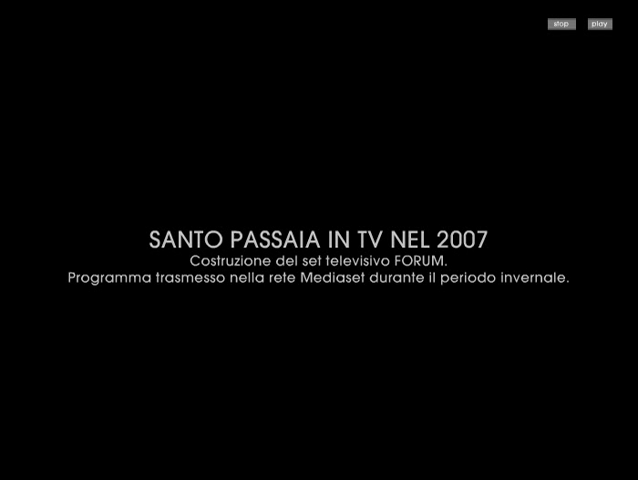 stop play
SANTO PASSAIA IN TV NEL 2007
Costruzione del set televisivo FORUM.
Programma trasmesso nella rete Mediaset durante il periodo invernale.